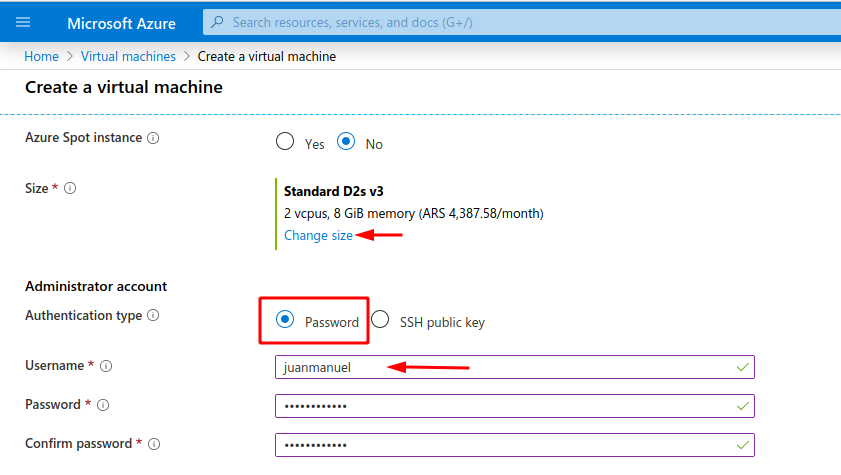 Microsoft Azure
Search resources, services, and docs (G+/)
Home > Virtual machines > Create a virtual machine
Create a virtual machine
Azure Spot instance
Yes No
Size *
Standard D2s v3
2 vcpus, 8 GiB memory (ARS 4,387.58/month)
Change size
Administrator account
Authentication type
Password SSH public key
Username *
juanmanuel
Password *
••••••••••••
Confirm password *
••••••••••••